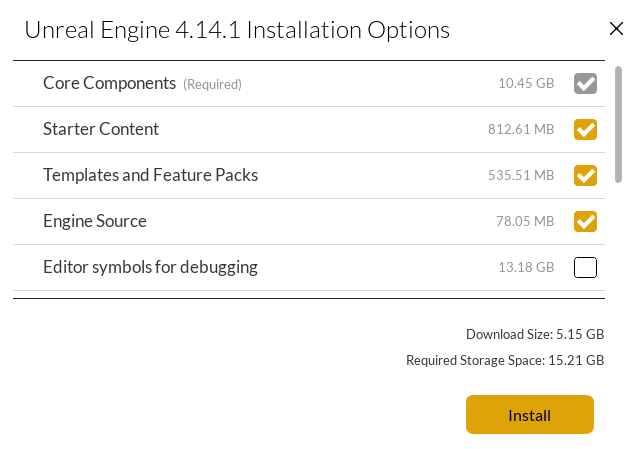 Unreal Engine 4.14.1 Installation Options
Core Components (Required) 10.45 GB
Starter Content 812.61 MB
Templates and Feature Packs 535.51 MB
Engine Source 78.05 MB
Editor symbols for debugging 13.18 GB
Download Size: 5.15 GB
Required Storage Space: 15.21 GB
Install